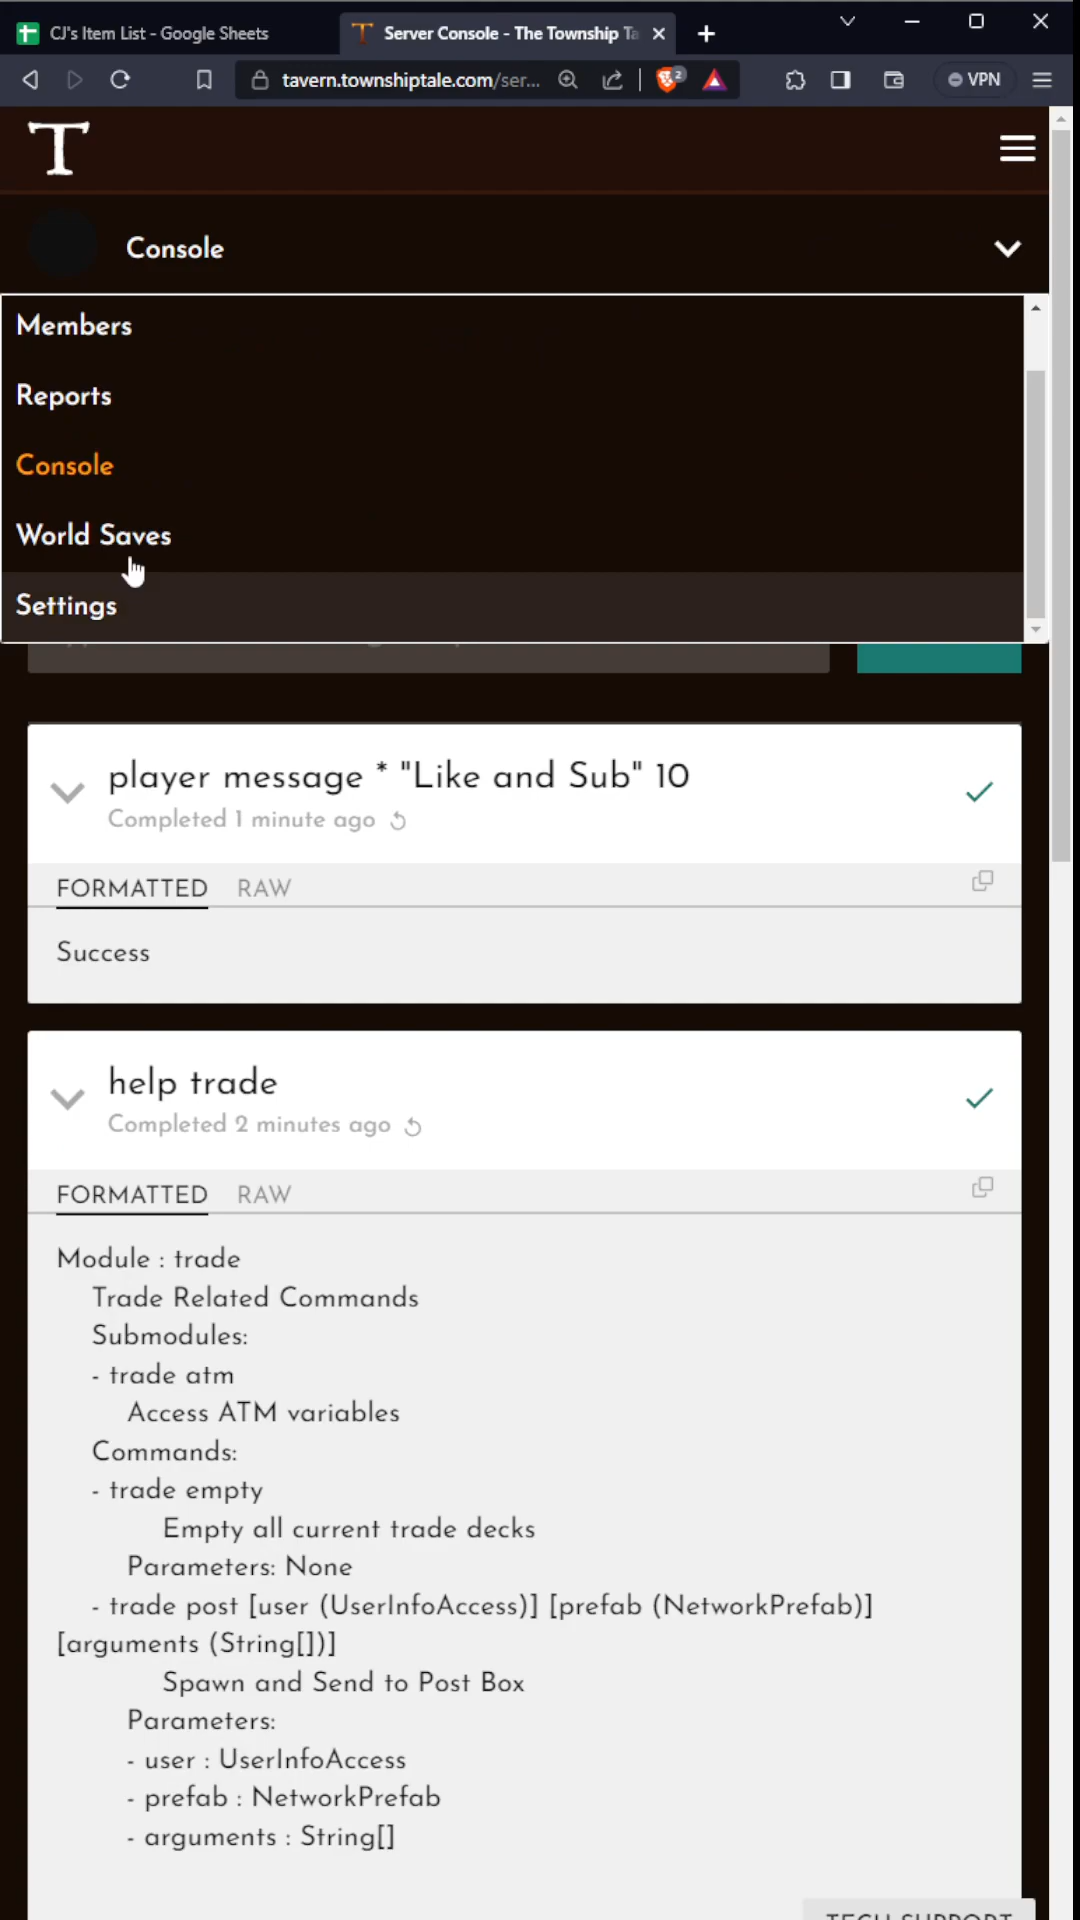 CJ's Item List - Google Sheets
Server Console - The Township Ta
tavern.townshiptale.com/ser...
2
VPN
T
Console
Members
Reports
Console
World Saves
Settings
player message * "Like and Sub" 10
Completed 1 minute ago
FORMATTED RAW
Success
help trade
Completed 2 minutes ago
FORMATTED RAW
Module : trade
Trade Related Commands
Submodules:
- trade atm
Access ATM variables
Commands:
- trade empty
Empty all current trade decks
Parameters: None
- trade post [user (UserInfoAccess)] [prefab (NetworkPrefab)]
[arguments (String[])]
Spawn and Send to Post Box
Parameters:
- user : UserInfoAccess
- prefab : NetworkPrefab
- arguments : String[]
TECH SUPPORT